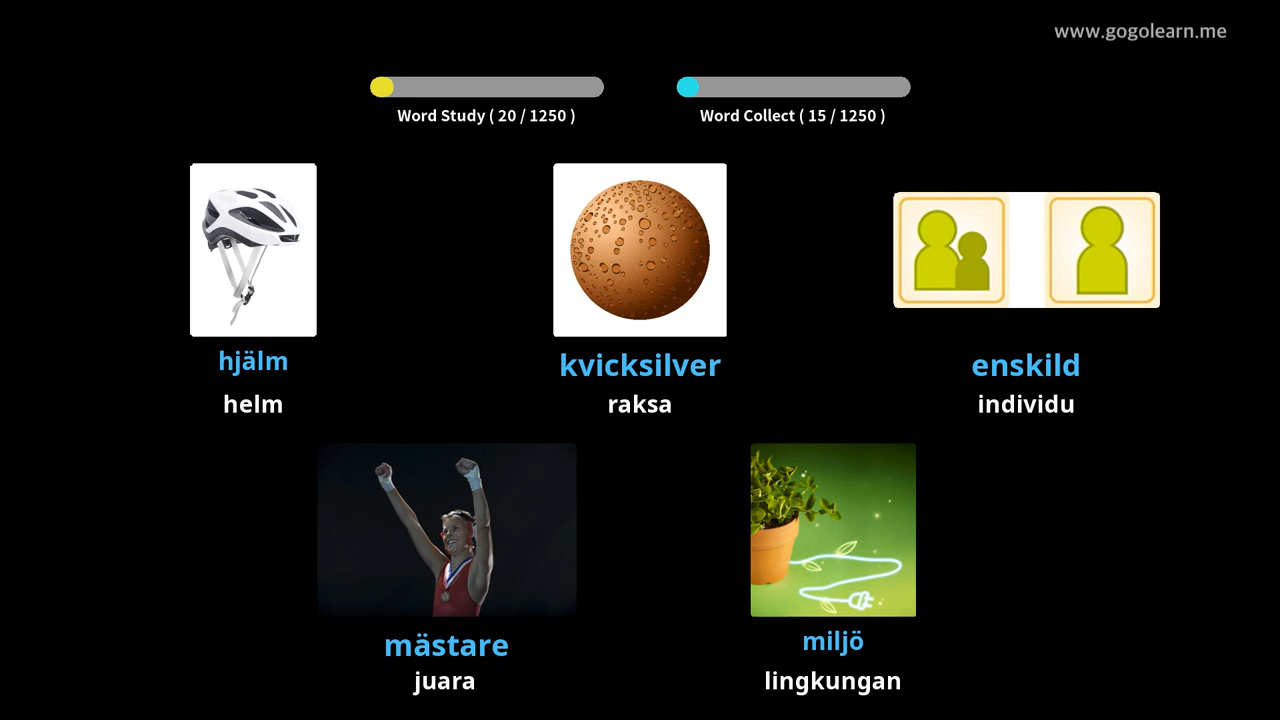 www.gogolearn.me
Word Study ( 20 / 1250 )
Word Collect ( 15 / 1250 )
hjälm
helm
kvicksilver
raksa
enskild
individu
mästare
juara
miljö
lingkungan